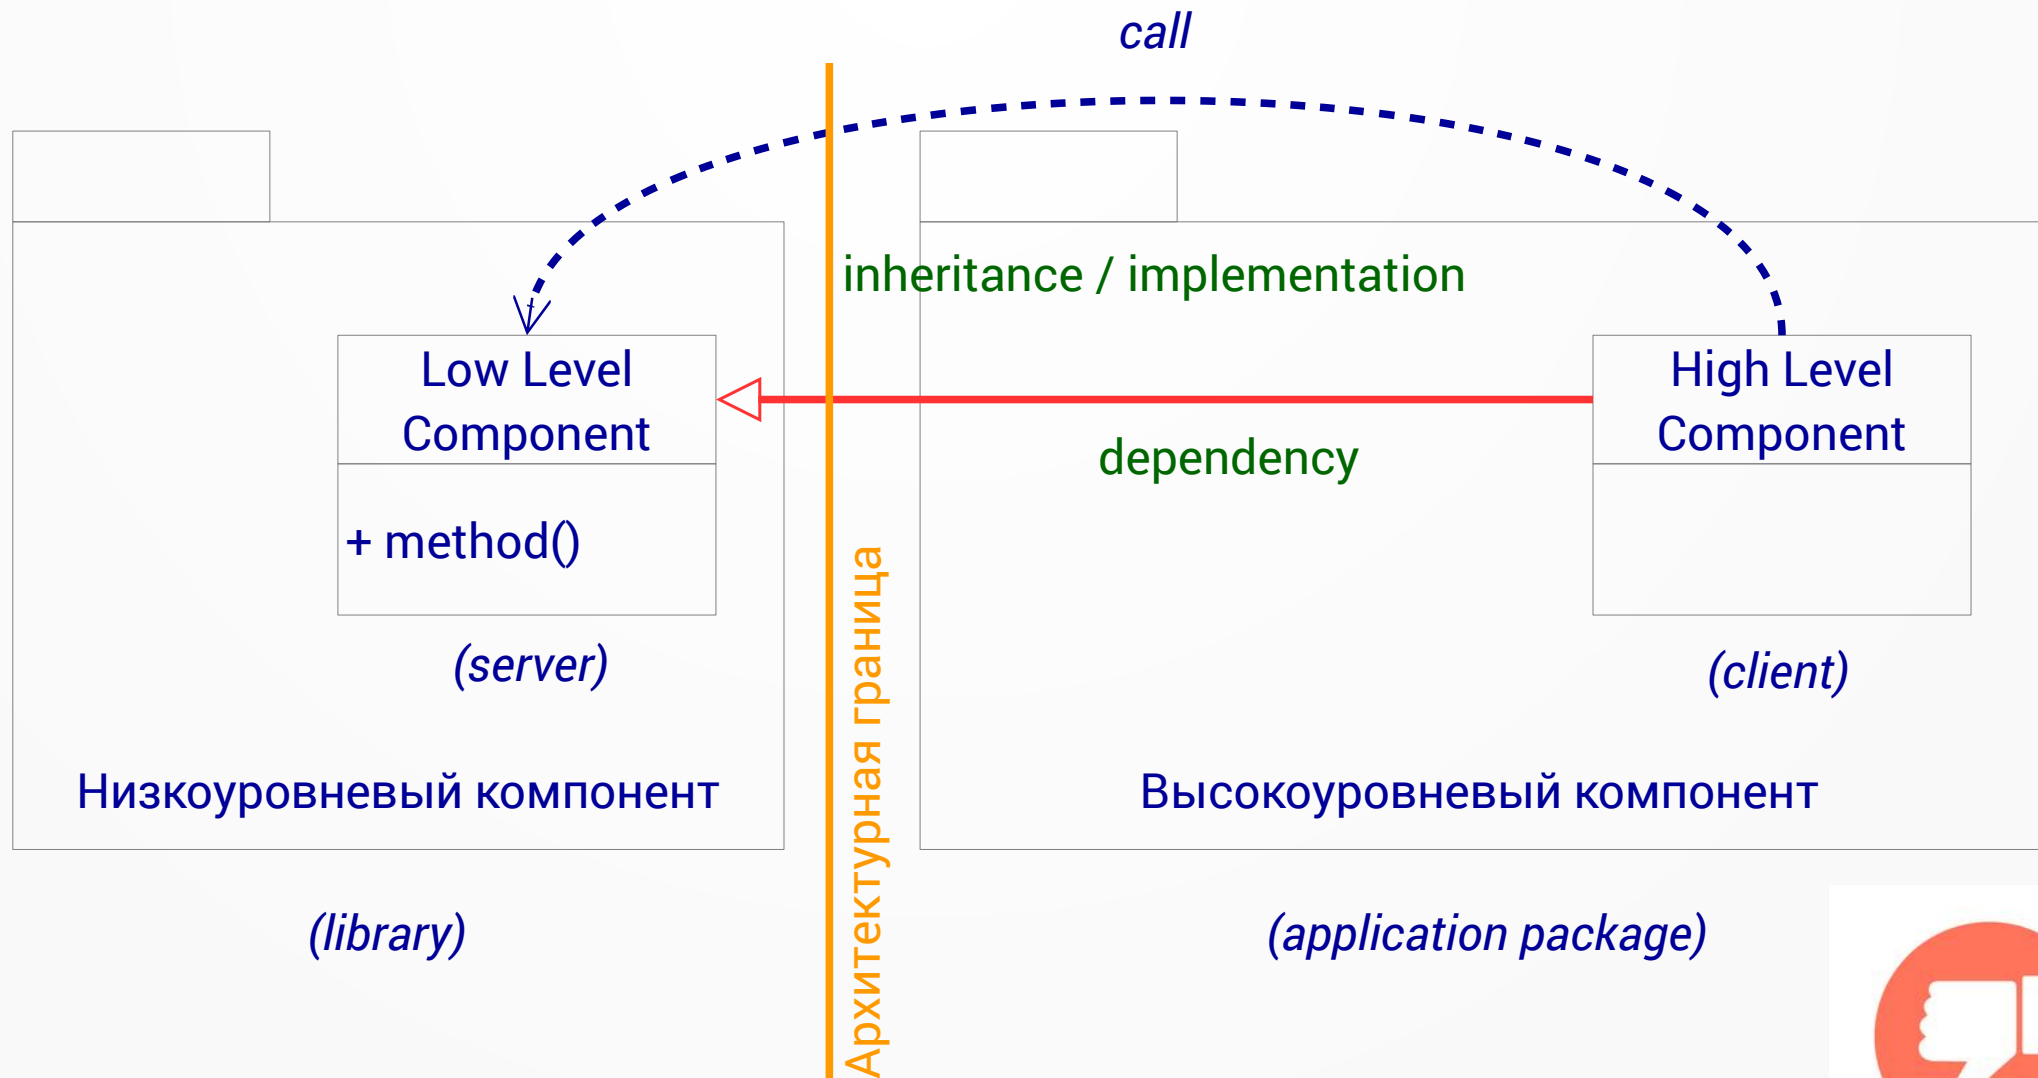 call
inheritance / implementation
Low Level
Component
+ method()
(server)
Низкоуровневый компонент
(library)
Архитектурная граница
dependency
High Level
Component
(client)
Высокоуровневый компонент
(application package)